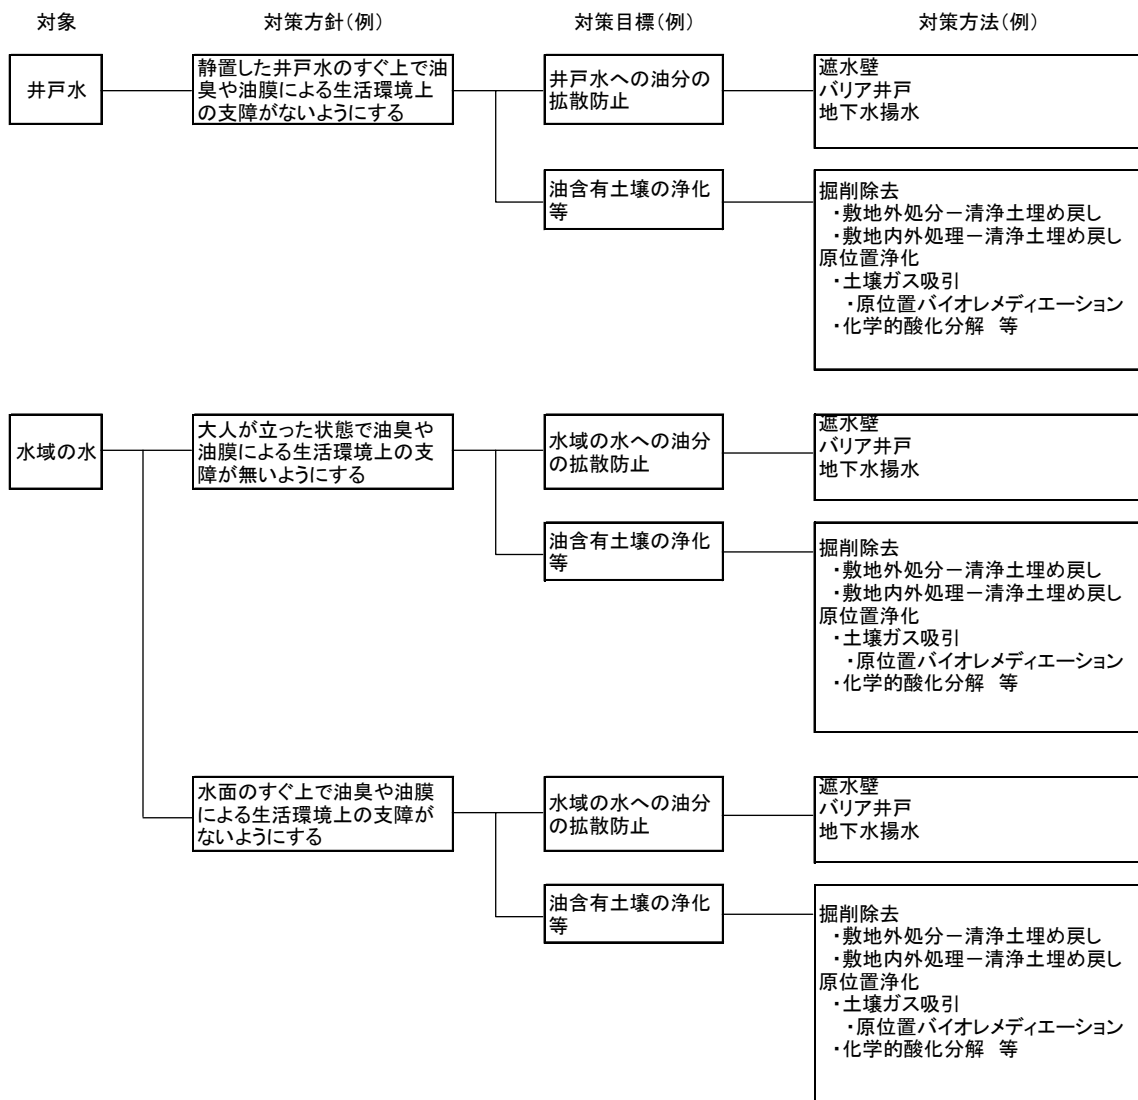 対象
対策方針（例）
対策目標（例）
対策方法（例）
井戸水
静置した井戸水のすぐ上で油
臭や油膜による生活環境上
の支障がないようにする
井戸水への油分の
拡散防止
遮水壁
バリア井戸
地下水揚水
油含有土壌の浄化
等
掘削除去
・敷地外処分－清浄土埋め戻し
・敷地内外処理－清浄土埋め戻し
原位置浄化
・土壌ガス吸引
・原位置バイオレメディエーション
・化学的酸化分解　等
水域の水
大人が立った状態で油臭や
油膜による生活環境上の支
障が無いようにする
水域の水への油分
の拡散防止
遮水壁
バリア井戸
地下水揚水
油含有土壌の浄化
等
掘削除去
・敷地外処分－清浄土埋め戻し
・敷地内外処理－清浄土埋め戻し
原位置浄化
・土壌ガス吸引
・原位置バイオレメディエーション
・化学的酸化分解　等
水面のすぐ上で油臭や油膜
による生活環境上の支障が
ないようにする
水域の水への油分
の拡散防止
遮水壁
バリア井戸
地下水揚水
油含有土壌の浄化
等
掘削除去
・敷地外処分－清浄土埋め戻し
・敷地内外処理－清浄土埋め戻し
原位置浄化
・土壌ガス吸引
・原位置バイオレメディエーション
・化学的酸化分解　等